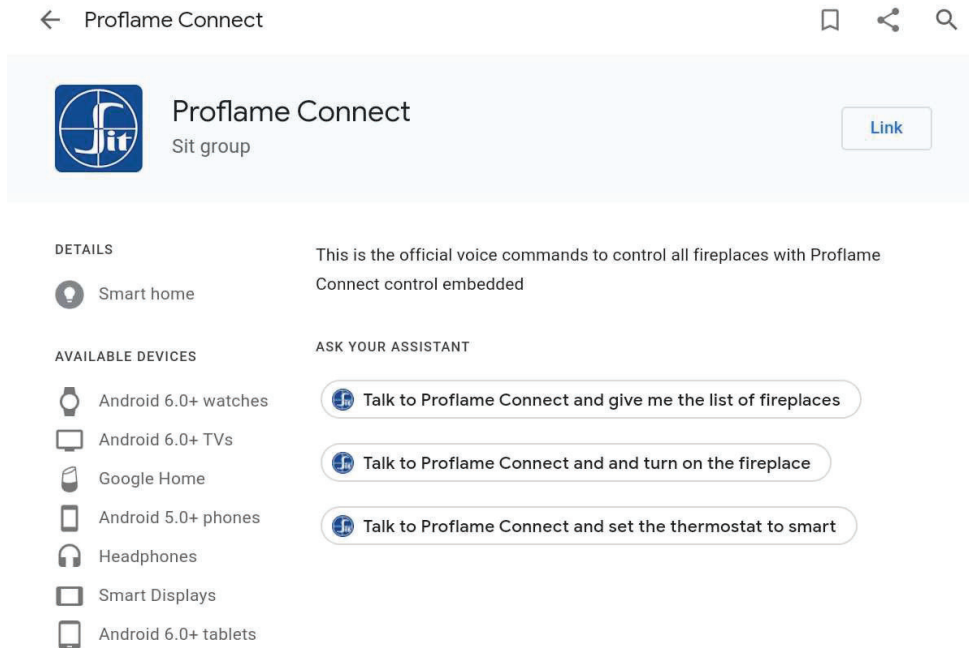 Proflame Connect
Sit
Proflame Connect
Sit group
Link
DETAILS
Smart home
AVAILABLE DEVICES
Android 6.0+ watches
Android 6.0+ TVs
Google Home
Android 5.0+ phones
Headphones
Smart Displays
Android 6.0+ tablets
This is the official voice commands to control all fireplaces with Proflame
Connect control embedded
ASK YOUR ASSISTANT
Talk to Proflame Connect and give me the list of fireplaces
Talk to Proflame Connect and and turn on the fireplace
Talk to Proflame Connect and set the thermostat to smart